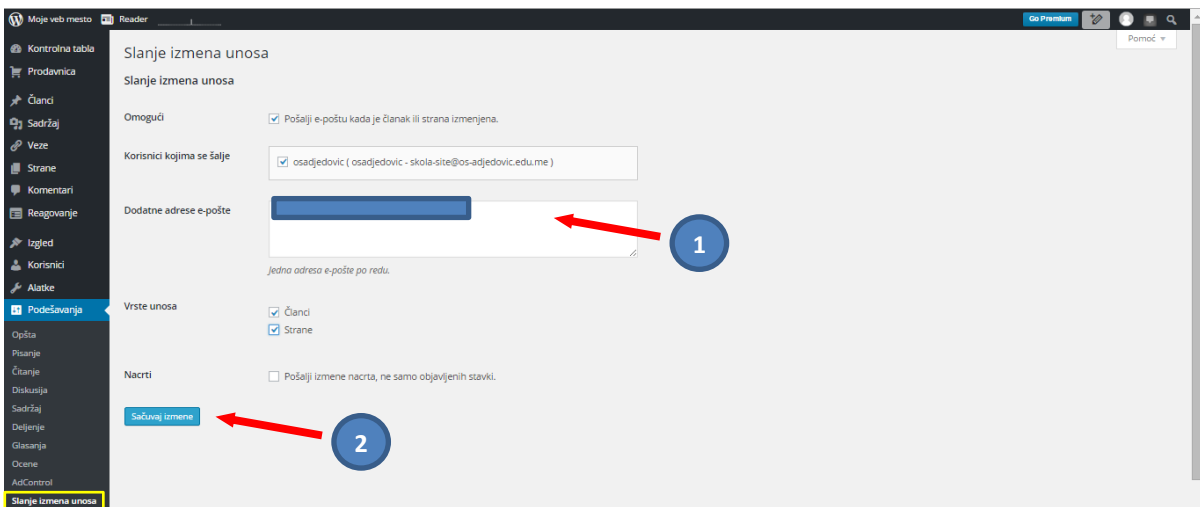 Moje veb mesto Reader Go Premium
Pomoć
Kontrolna tabla
Prodavnica
Članci
Sadržaj
Veze
Strane
Komentari
Reagovanje
Izgled
Korisnici
Alatke
Podešavanja
Opšta
Pisanje
Čitanje
Diskusija
Sadržaj
Deljenje
Glasanja
Ocene
AdControl
Slanje izmena unosa
Slanje izmena unosa
Slanje izmena unosa
Omogući Pošalji e-poštu kada je članak ili strana izmenjena.
Korisnici kojima se šalje osadjedovic ( osadjedovic - skola-site@os-adjedovic.edu.me )
Dodatne adrese e-pošte
1
Jedna adresa e-pošte po redu.
Vrste unosa Članci
Strane
Nacrti Pošalji izmene nacrta, ne samo objavljenih stavki.
Sačuvaj izmene
2